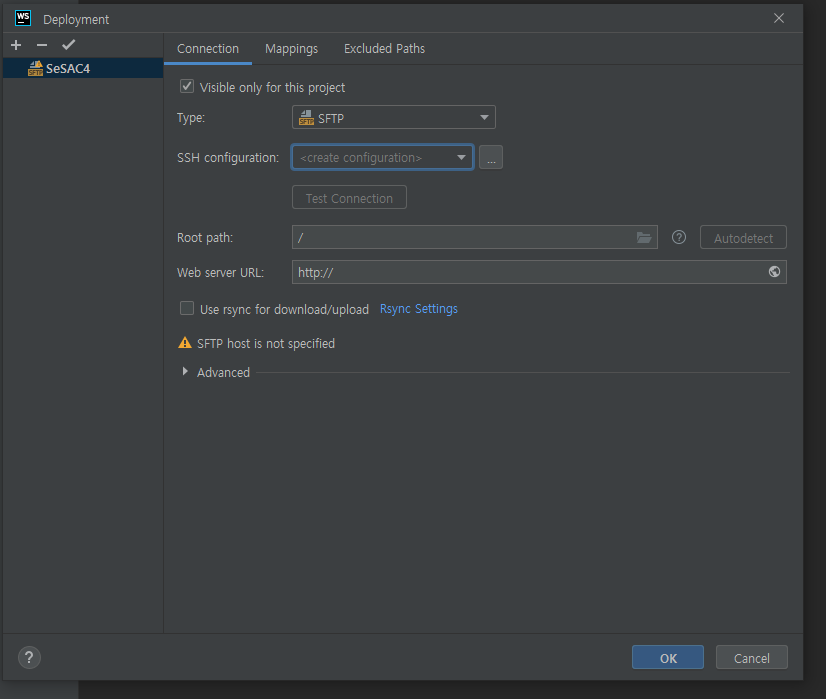 WS Deployment
SFTP SeSAC4
Connection Mappings Excluded Paths
Visible only for this project
Type: SFTP SFTP
SSH configuration: <create configuration> ...
Test Connection
Root path: / ? Autodetect
Web server URL: http://
Use rsync for download/upload Rsync Settings
SFTP host is not specified
Advanced
? OK Cancel